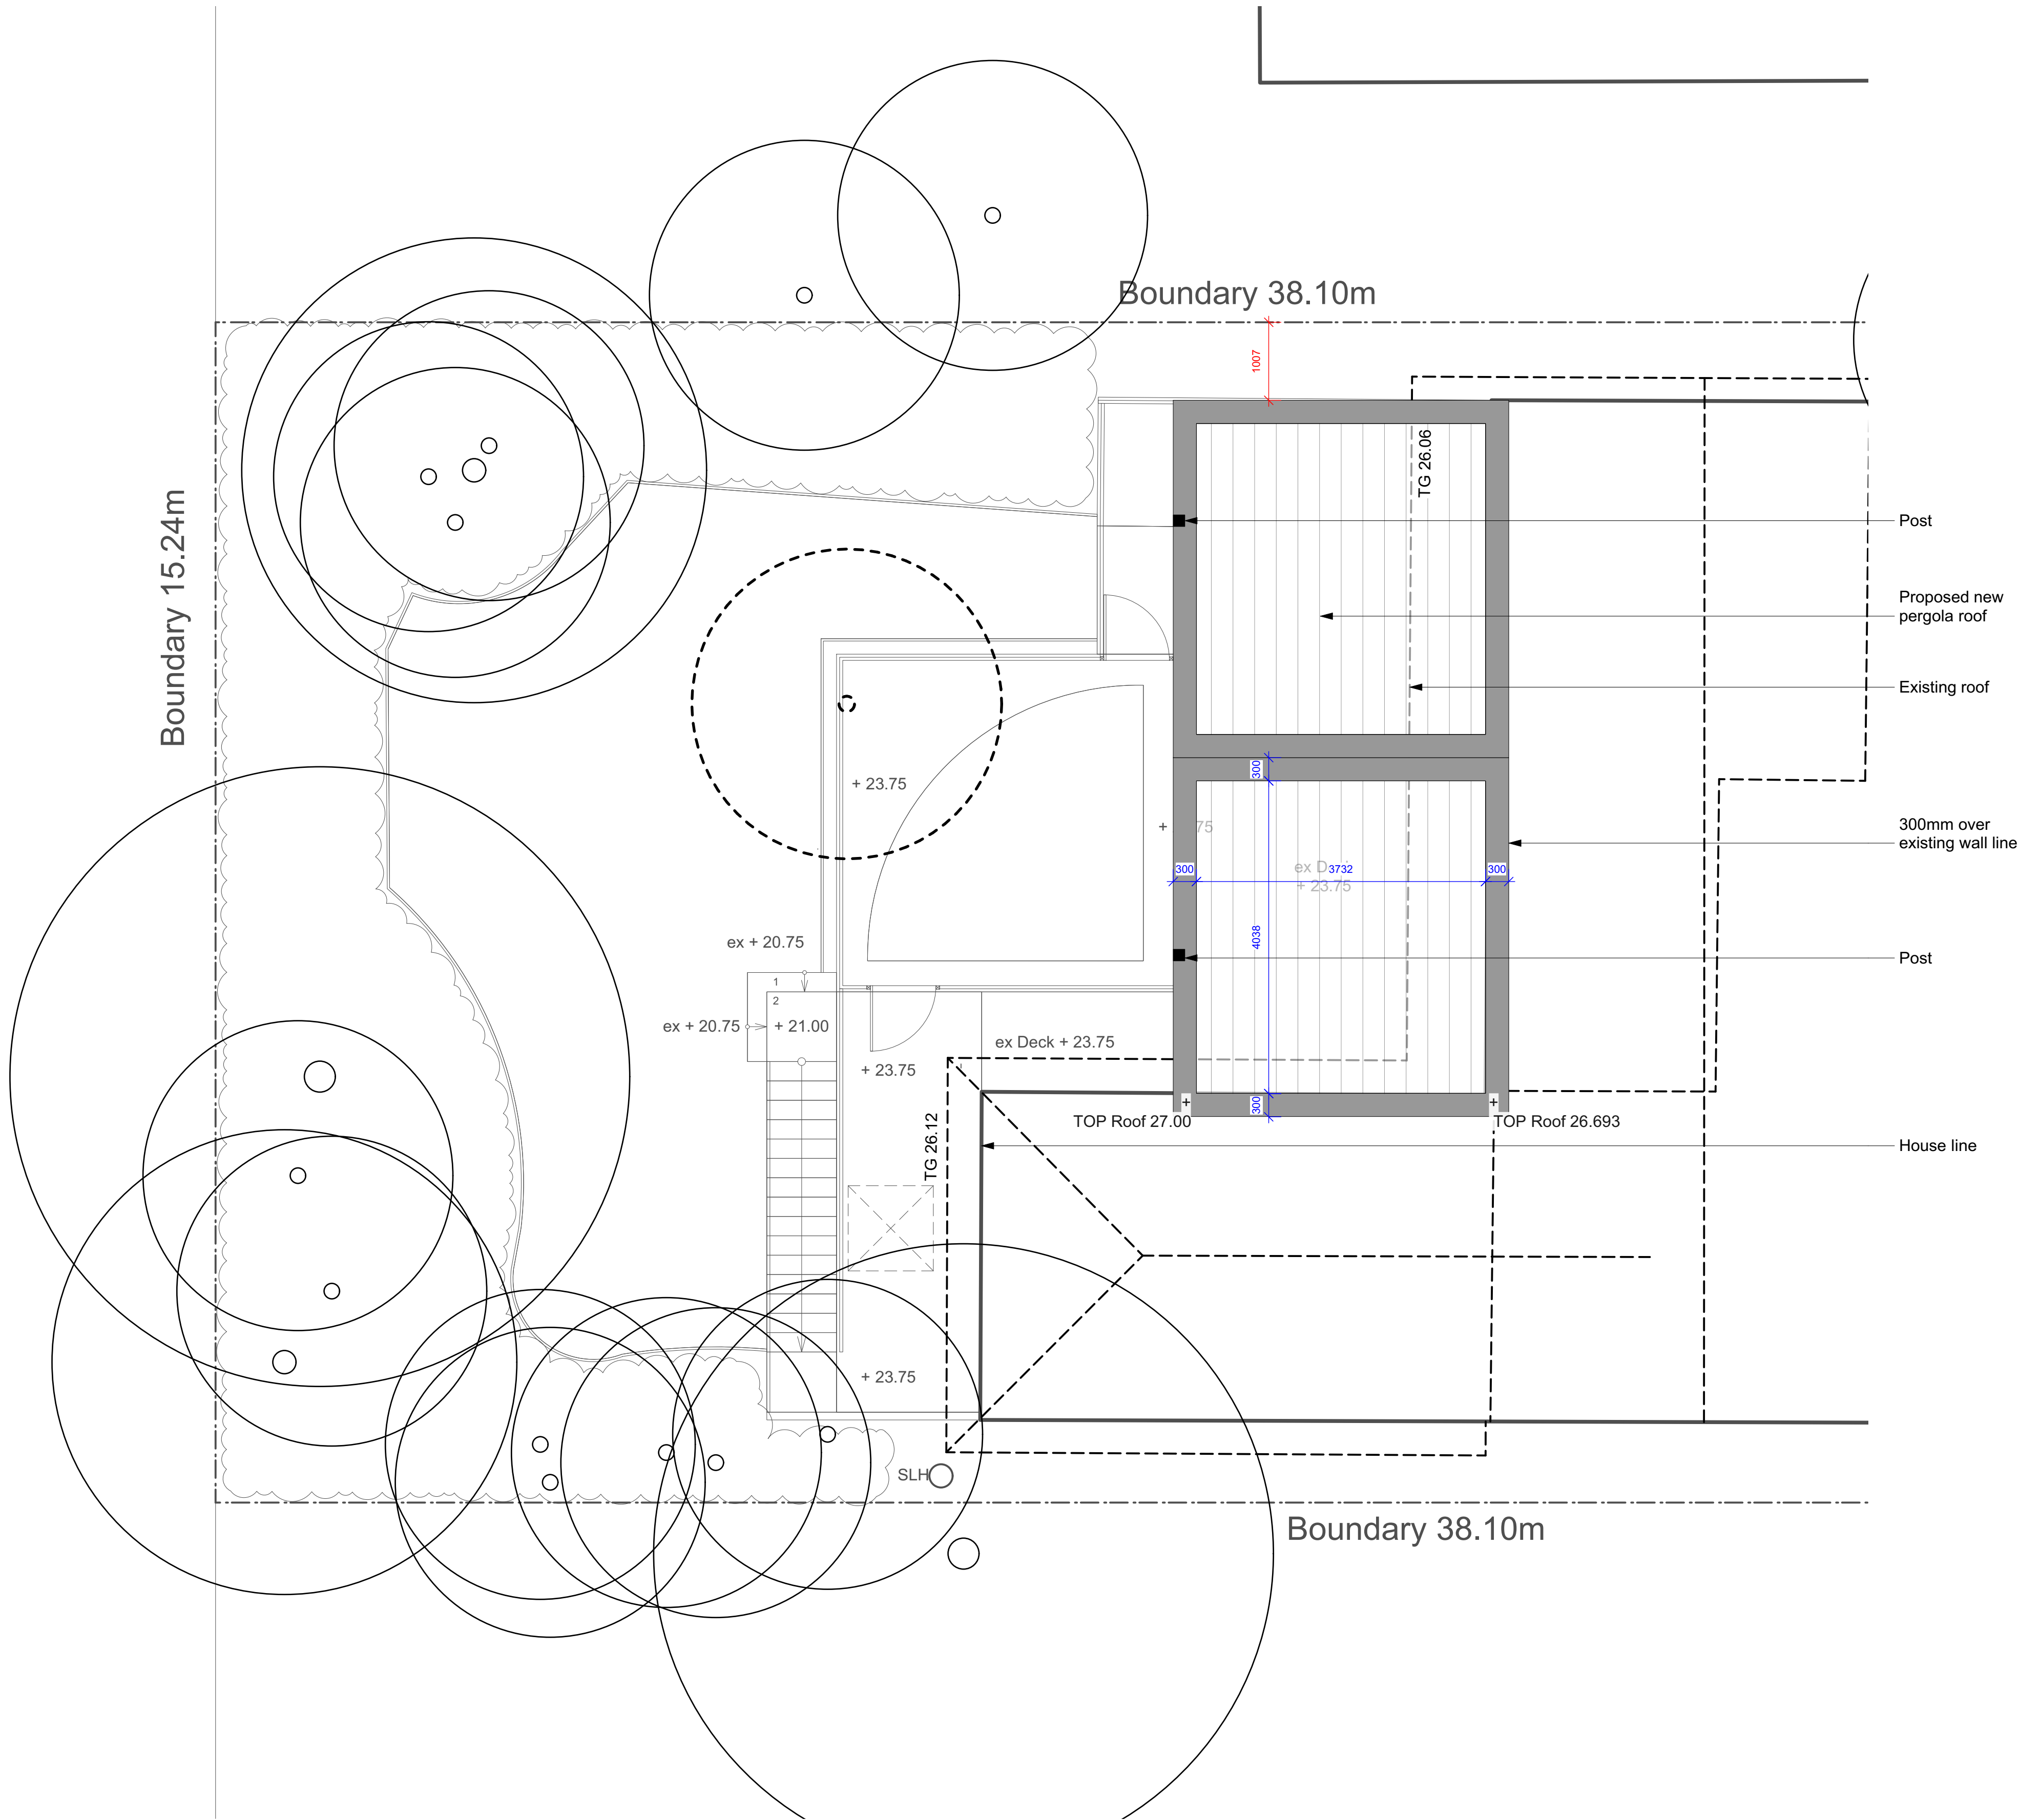 Boundary 38.10m
1007
TG 26.06
Boundary 15.24m
Post
Proposed new
pergola roof
Existing roof
+ 23.75
300
+ 75
300mm over
existing wall line
ex D
3732
300
300
+ 23.75
4038
ex + 20.75
Post
1
2
ex + 20.75
+ 21.00
ex Deck + 23.75
+ 23.75
300
+
+
TOP Roof 27.00
TOP Roof 26.693
TG 26.12
House line
+ 23.75
SLH
Boundary 38.10m